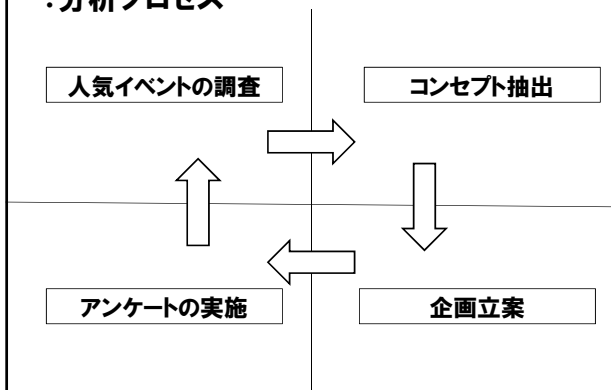 :分析プロセス
人気イベントの調査
コンセプト抽出
アンケートの実施
企画立案